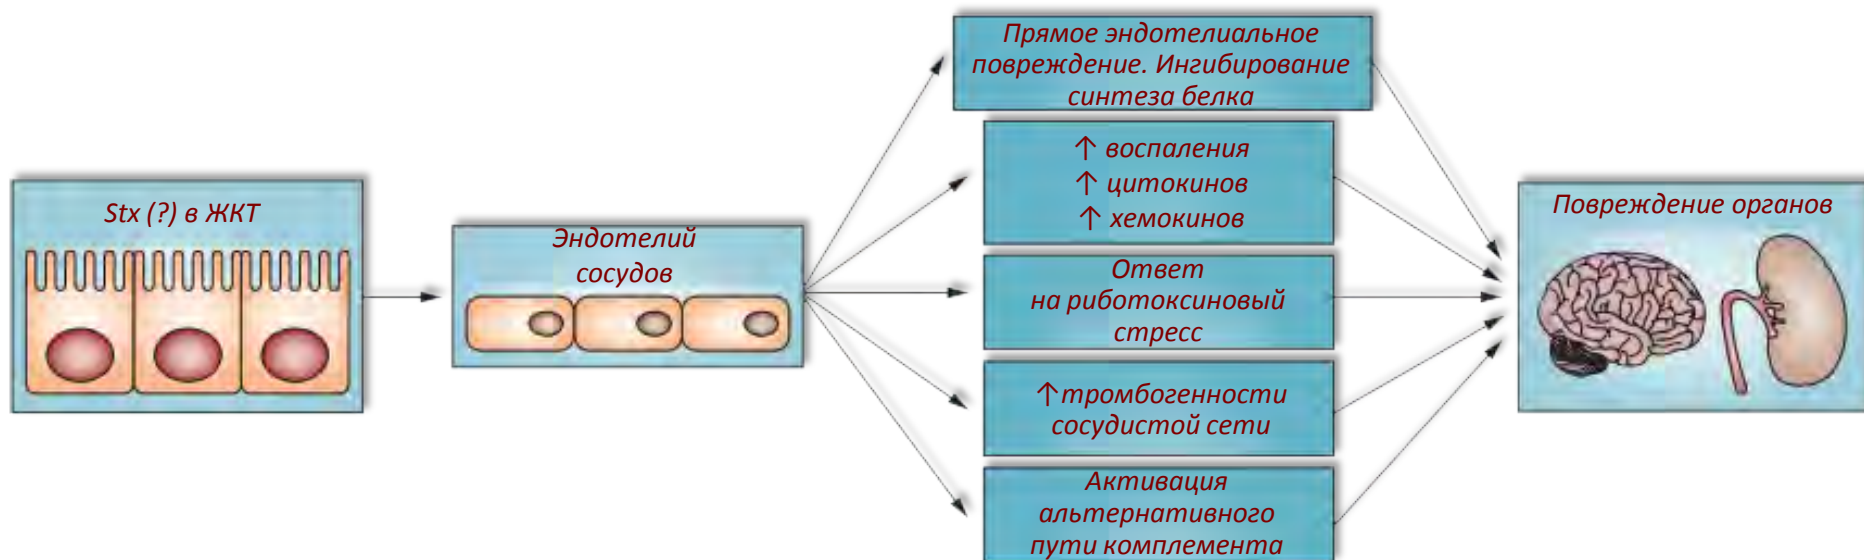 Stx (?) в ЖКТ
Эндотелий
сосудов
Прямое эндотелиальное
повреждение. Ингибирование
синтеза белка
↑ воспаления
↑ цитокинов
↑ хемокинов
Ответ
на риботоксиновый
стресс
↑тромбогенности
сосудистой сети
Активация
альтернативного
пути комплемента
Повреждение органов